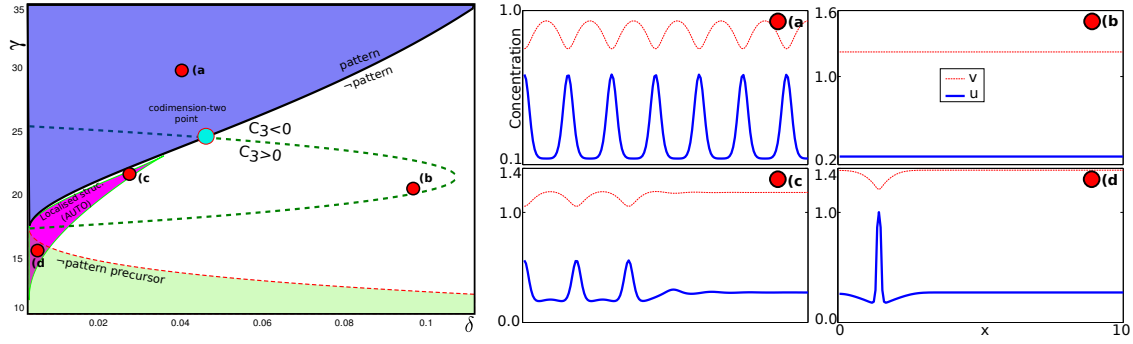 35
γ
30
25
20
15
10
0.02
0.04
0.06
0.08
0.1
δ
(a
pattern
¬pattern
codimension-two
point
C3<0
C3>0
(c
(b
Localised struc.
(AUTO)
(d
¬pattern precursor
1.0
Concentration
0.1
(a
1.6
1.0
0.2
(b
v
u
1.4
1.0
0.0
(c
1.4
1.0
0.0
(d
0
x
10